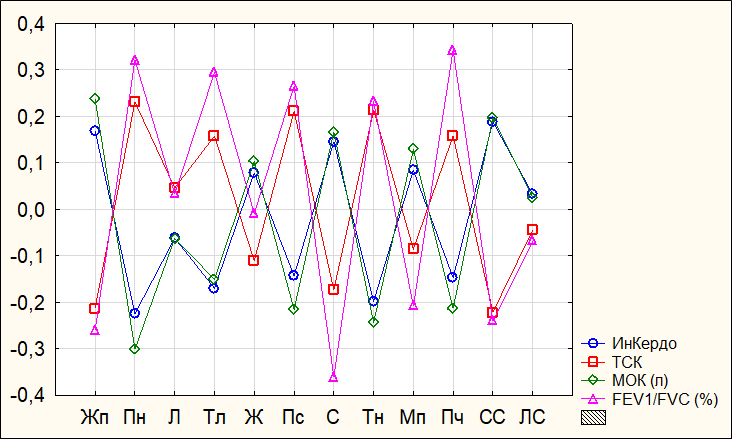 0,4
0,3
0,2
0,1
0,0
-0,1
-0,2
-0,3
-0,4
Жп Пн Л Тл Ж Пс С Тн Мп Пч СС ЛС
ИнКердо
ТСК
МОК (л)
FEV1/FVC (%)